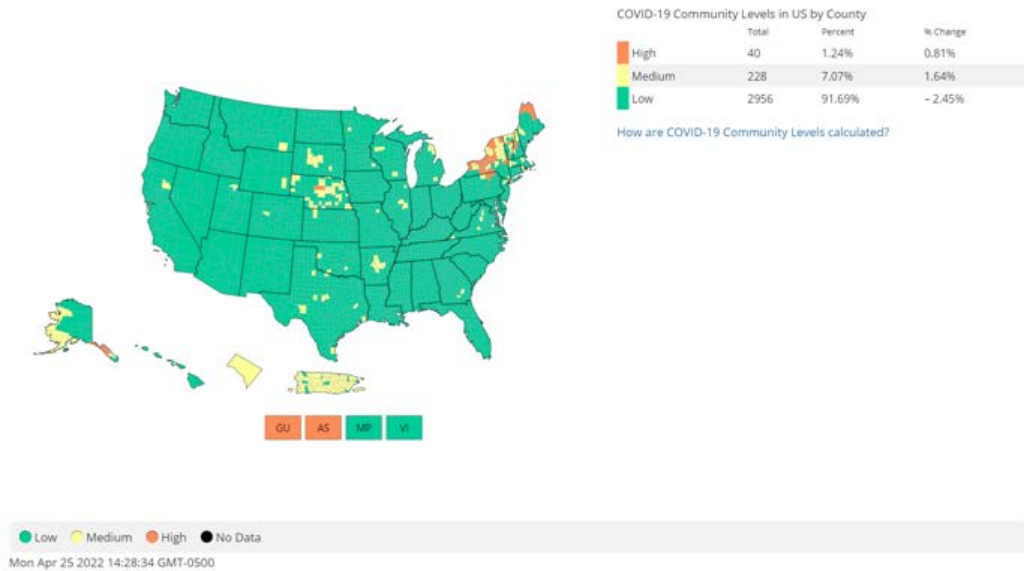 COVID-19 Community Levels in US by County
Total Percent % Change
High 40 1.24% 0.81%
Medium 228 7.07% 1.64%
Low 2956 91.69% – 2.45%
How are COVID-19 Community Levels calculated?
GU AS MP VI
Low Medium High No Data
Mon Apr 25 2022 14:28:34 GMT-0500